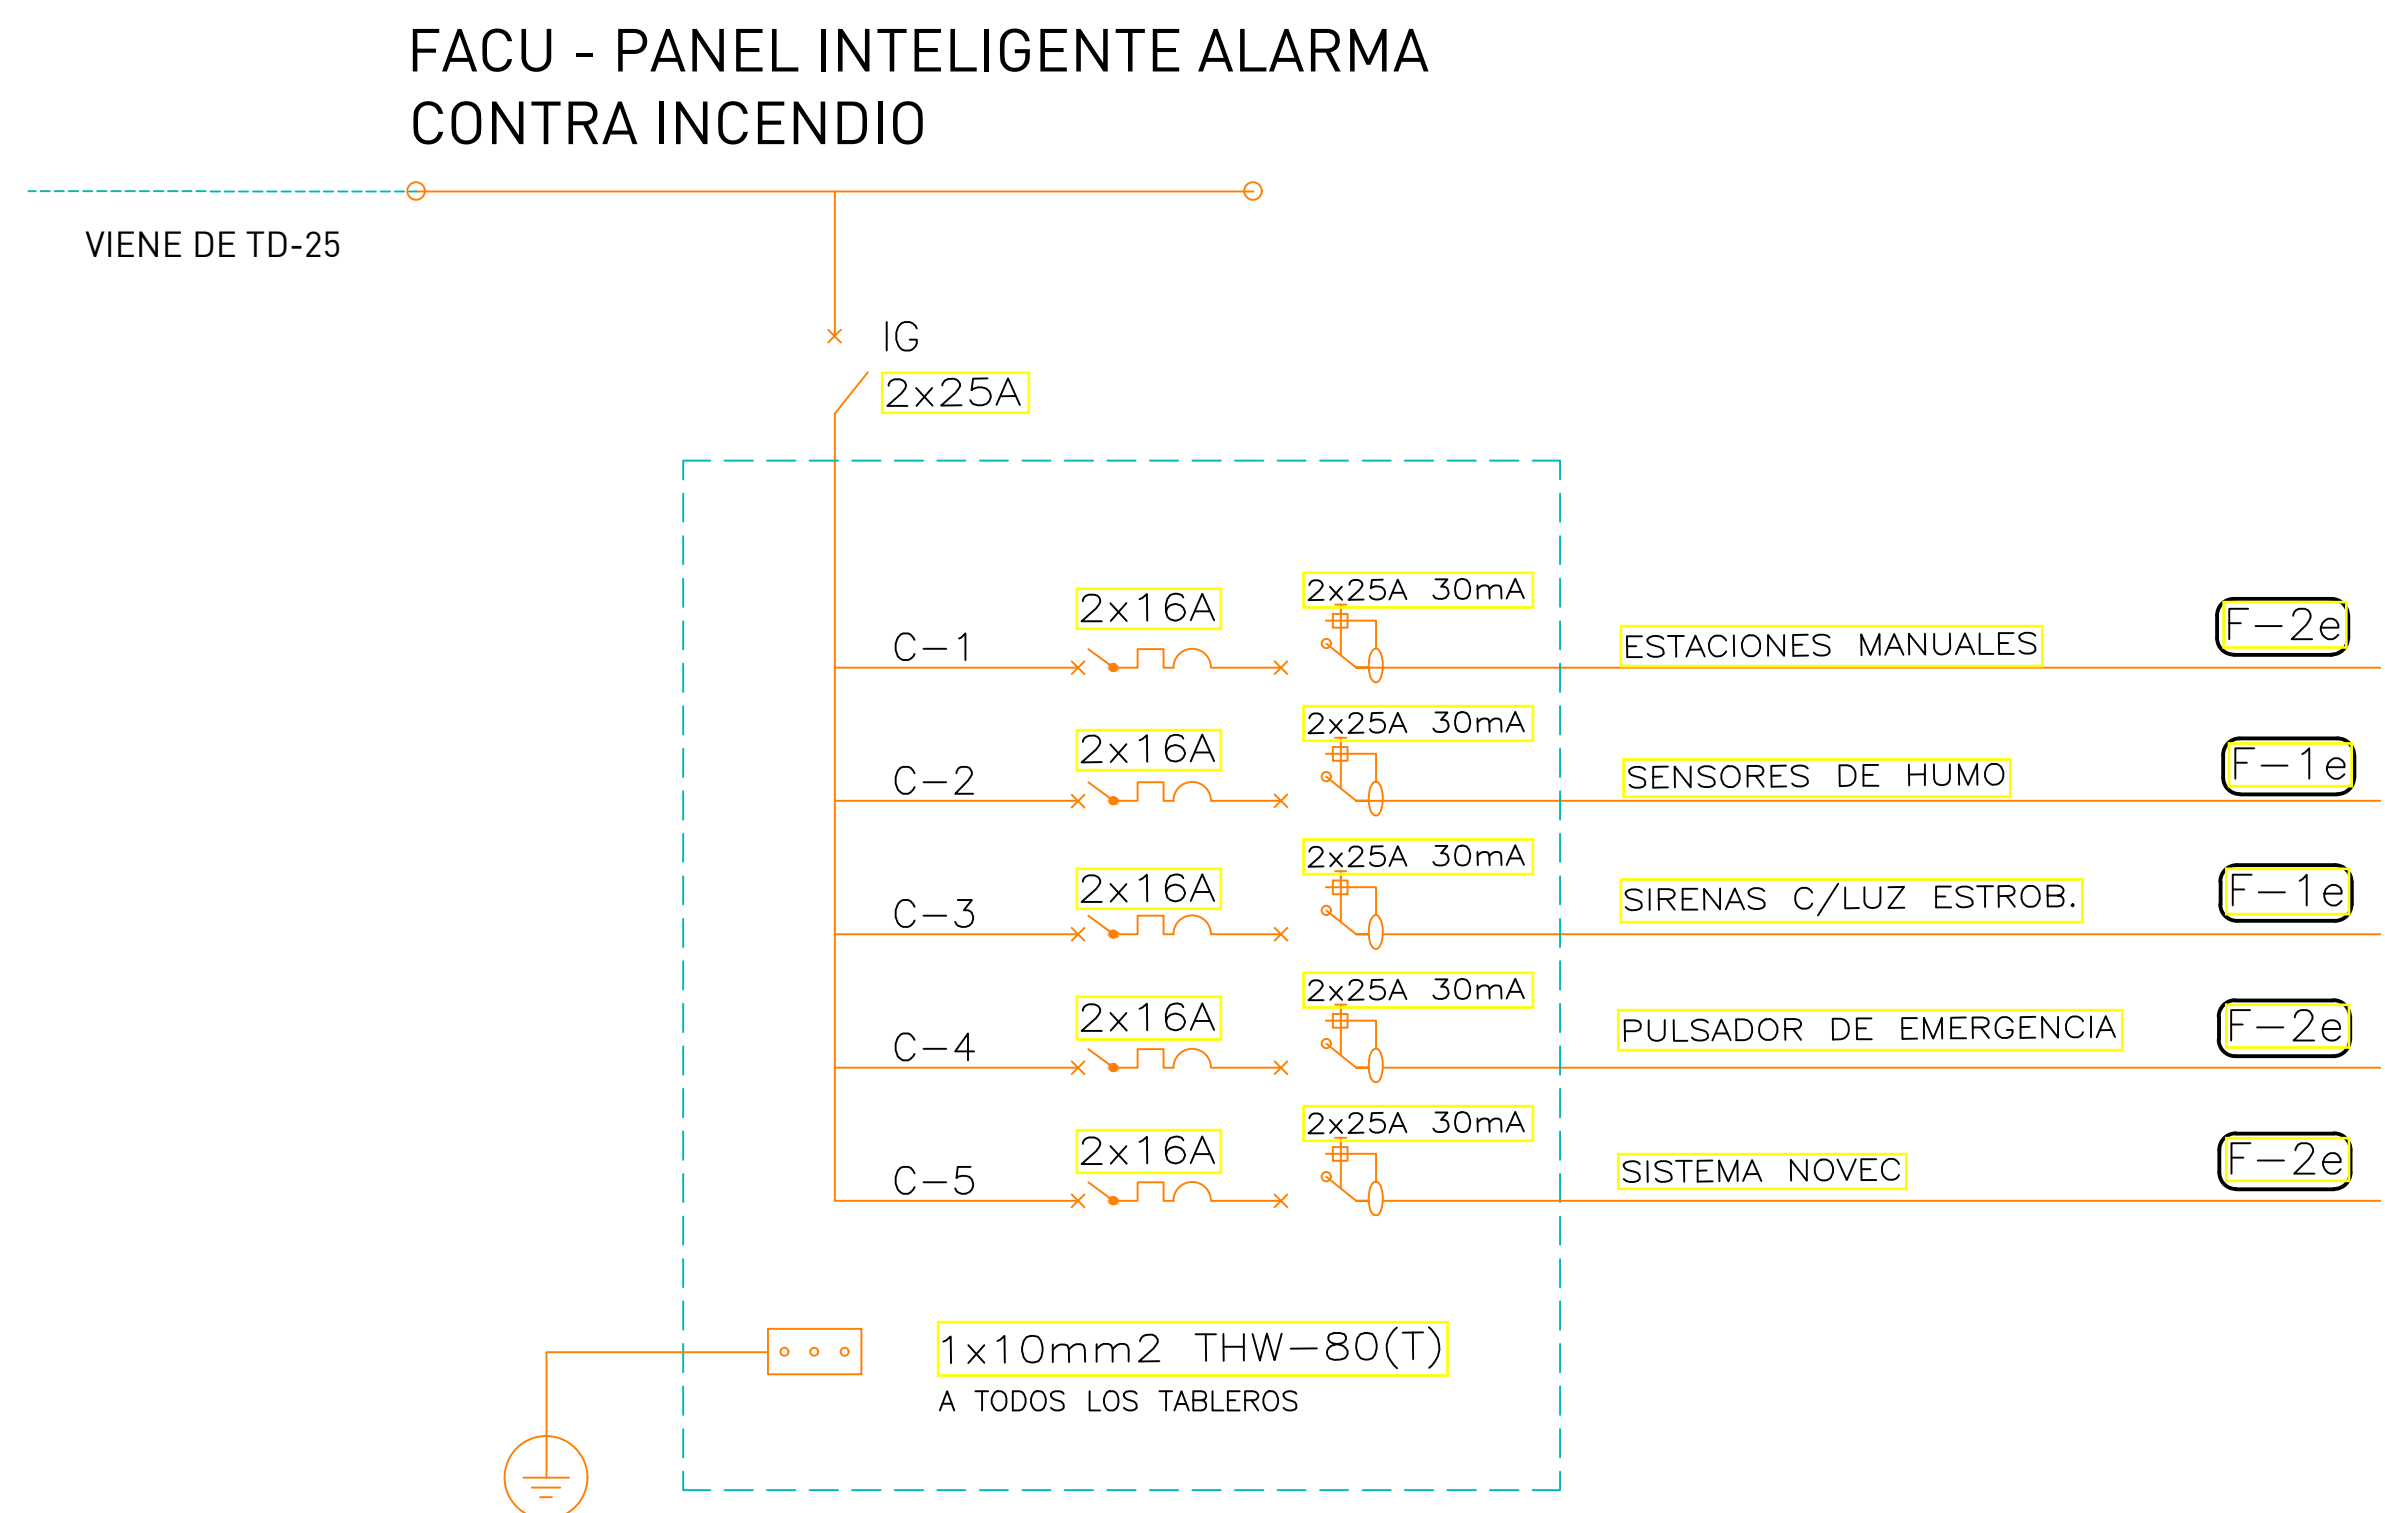 FACU - PANEL INTELIGENTE ALARMA
CONTRA INCENDIO
VIENE DE TD-25
IG
2x25A
C-1
2x16A
2x25A 30mA
ESTACIONES MANUALES
F-2e
C-2
2x16A
2x25A 30mA
SENSORES DE HUMO
F-1e
C-3
2x16A
2x25A 30mA
SIRENAS C/LUZ ESTROB.
F-1e
C-4
2x16A
2x25A 30mA
PULSADOR DE EMERGENCIA
F-2e
C-5
2x16A
2x25A 30mA
SISTEMA NOVEC
F-2e
1x10mm2 THW-80(T)
A TODOS LOS TABLEROS